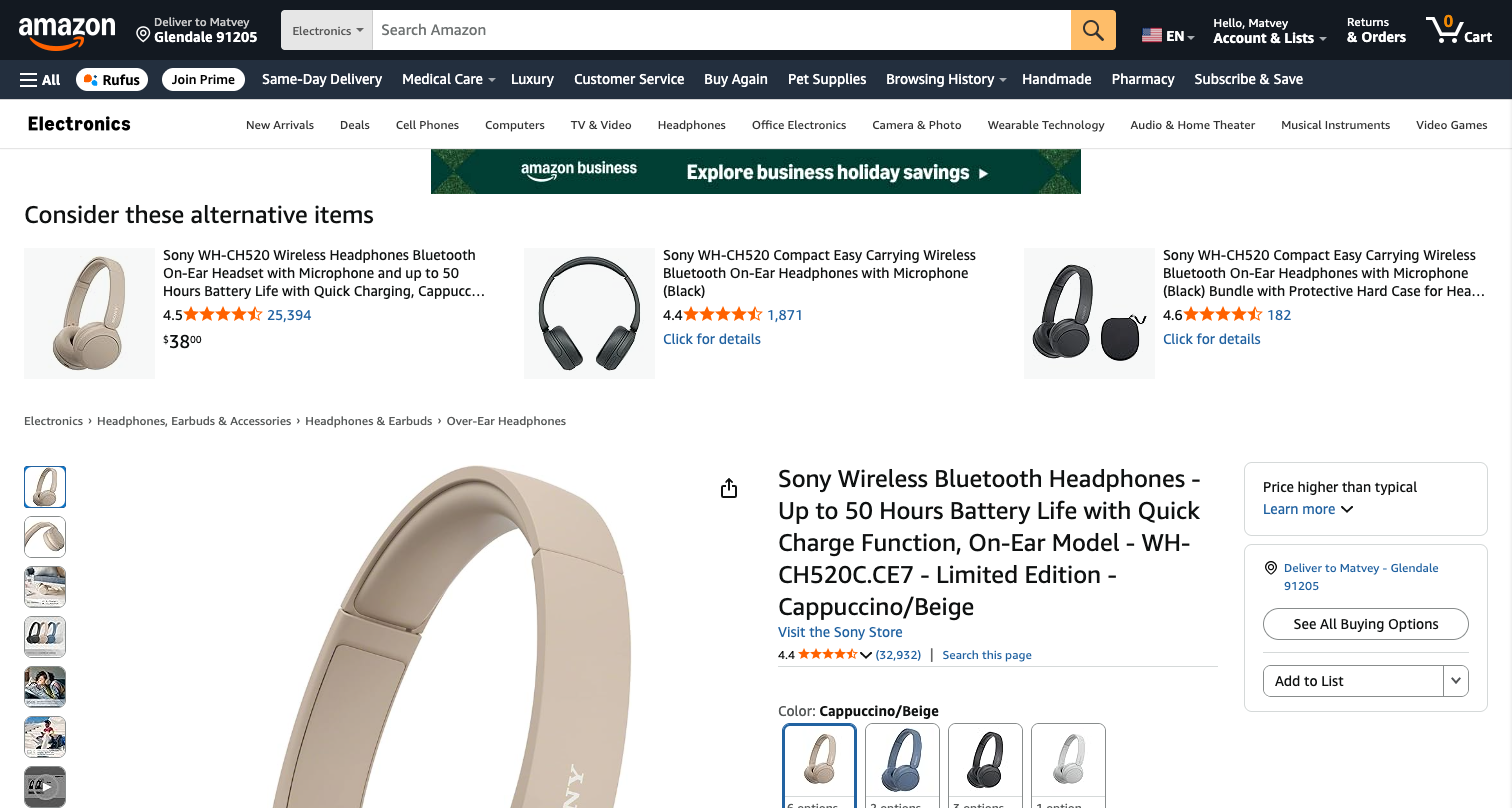 amazon
Deliver to Matvey
Glendale 91205
Electronics
Search Amazon
EN
Hello, Matvey
Account & Lists
Returns
& Orders
0
Cart
All
Rufus
Join Prime
Same-Day Delivery
Medical Care
Luxury
Customer Service
Buy Again
Pet Supplies
Browsing History
Handmade
Pharmacy
Subscribe & Save
Electronics
New Arrivals
Deals
Cell Phones
Computers
TV & Video
Headphones
Office Electronics
Camera & Photo
Wearable Technology
Audio & Home Theater
Musical Instruments
Video Games
amazon business
Explore business holiday savings
Consider these alternative items
Sony WH-CH520 Wireless Headphones Bluetooth
On-Ear Headset with Microphone and up to 50
Hours Battery Life with Quick Charging, Cappucc...
4.5 25,394
$3800
Sony WH-CH520 Compact Easy Carrying Wireless
Bluetooth On-Ear Headphones with Microphone
(Black)
4.4 1,871
Click for details
Sony WH-CH520 Compact Easy Carrying Wireless
Bluetooth On-Ear Headphones with Microphone
(Black) Bundle with Protective Hard Case for Hea...
4.6 182
Click for details
Electronics › Headphones, Earbuds & Accessories › Headphones & Earbuds › Over-Ear Headphones
SONY
Sony Wireless Bluetooth Headphones -
Up to 50 Hours Battery Life with Quick
Charge Function, On-Ear Model - WH-
CH520C.CE7 - Limited Edition -
Cappuccino/Beige
Visit the Sony Store
4.4 (32,932) | Search this page
Color: Cappuccino/Beige
6 options
2 options
3 options
1 option
Price higher than typical
Learn more
Deliver to Matvey - Glendale
91205
See All Buying Options
Add to List